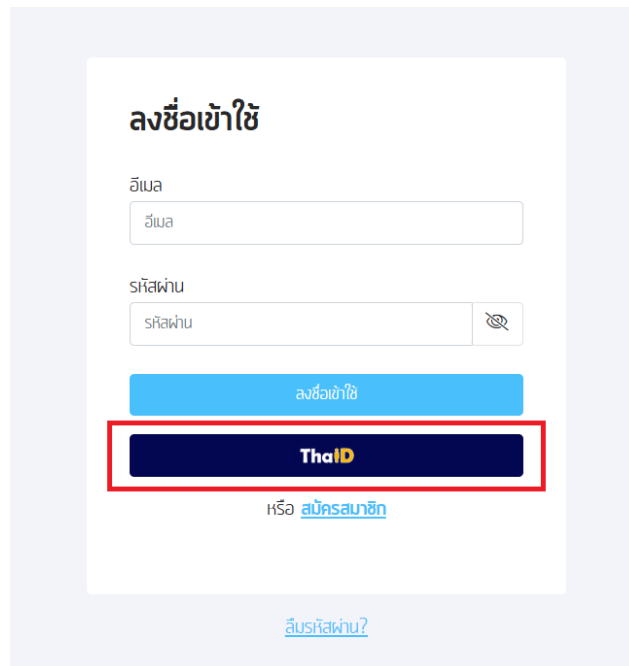 ลงชื่อเข้าใช้
อีเมล
อีเมล
รหัสผ่าน
รหัสผ่าน
ลงชื่อเข้าใช้
ThaID
หรือ สมัครสมาชิก
ลืมรหัสผ่าน?